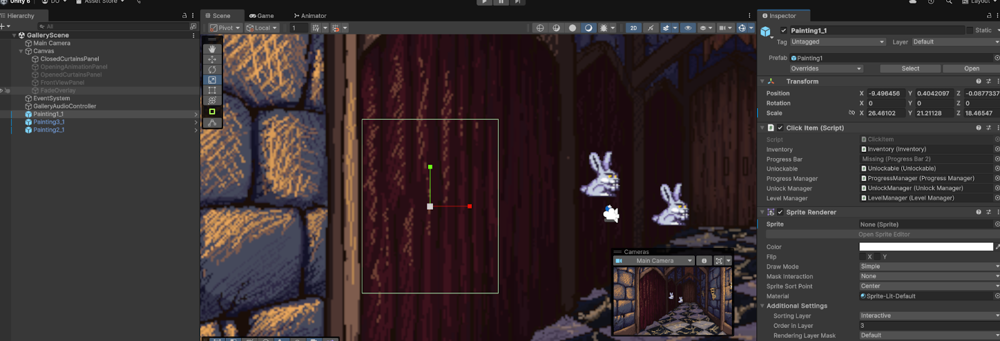 Unity 6 DO Asset Store Layout
Hierarchy
Scene Game Animator
Inspector
All
Pivot Local 1 2D
GalleryScene
Main Camera
Canvas
ClosedCurtainsPanel
OpeningAnimationPanel
OpenedCurtainsPanel
FrontViewPanel
FadeOverlay
EventSystem
GalleryAudioController
Painting1_1
Painting3_1
Painting2_1
Cameras
Main Camera
Painting1_1 Static
Tag Untagged Layer Default
Prefab Painting1
Overrides Select Open
Transform
Position X -9.496456 Y 0.4042097 Z -0.0877337
Rotation X 0 Y 0 Z 0
Scale X 26.46102 Y 21.21128 Z 18.46547
Click Item (Script)
Script ClickItem
Inventory Inventory (Inventory)
Progress Bar Missing (Progress Bar 2)
Unlockable Unlockable (Unlockable)
Progress Manager ProgressManager (Progress Manager)
Unlock Manager UnlockManager (Unlock Manager)
Level Manager LevelManager (Level Manager)
Sprite Renderer
Sprite None (Sprite)
Open Sprite Editor
Color
Flip X Y
Draw Mode Simple
Mask Interaction None
Sprite Sort Point Center
Material Sprite-Lit-Default
Additional Settings
Sorting Layer Interactive
Order in Layer 3
Rendering Layer Mask Default